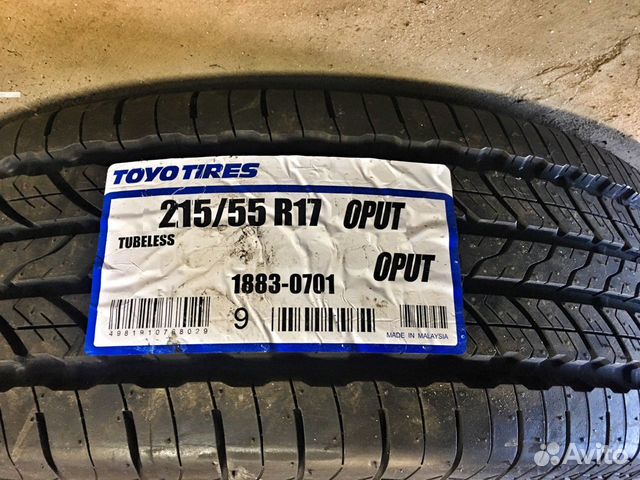 TOYO TIRES
215/55 R17 OPUT
TUBELESS
OPUT
1883-0701
4981910768029
9
MADE IN MALAYSIA
Avito